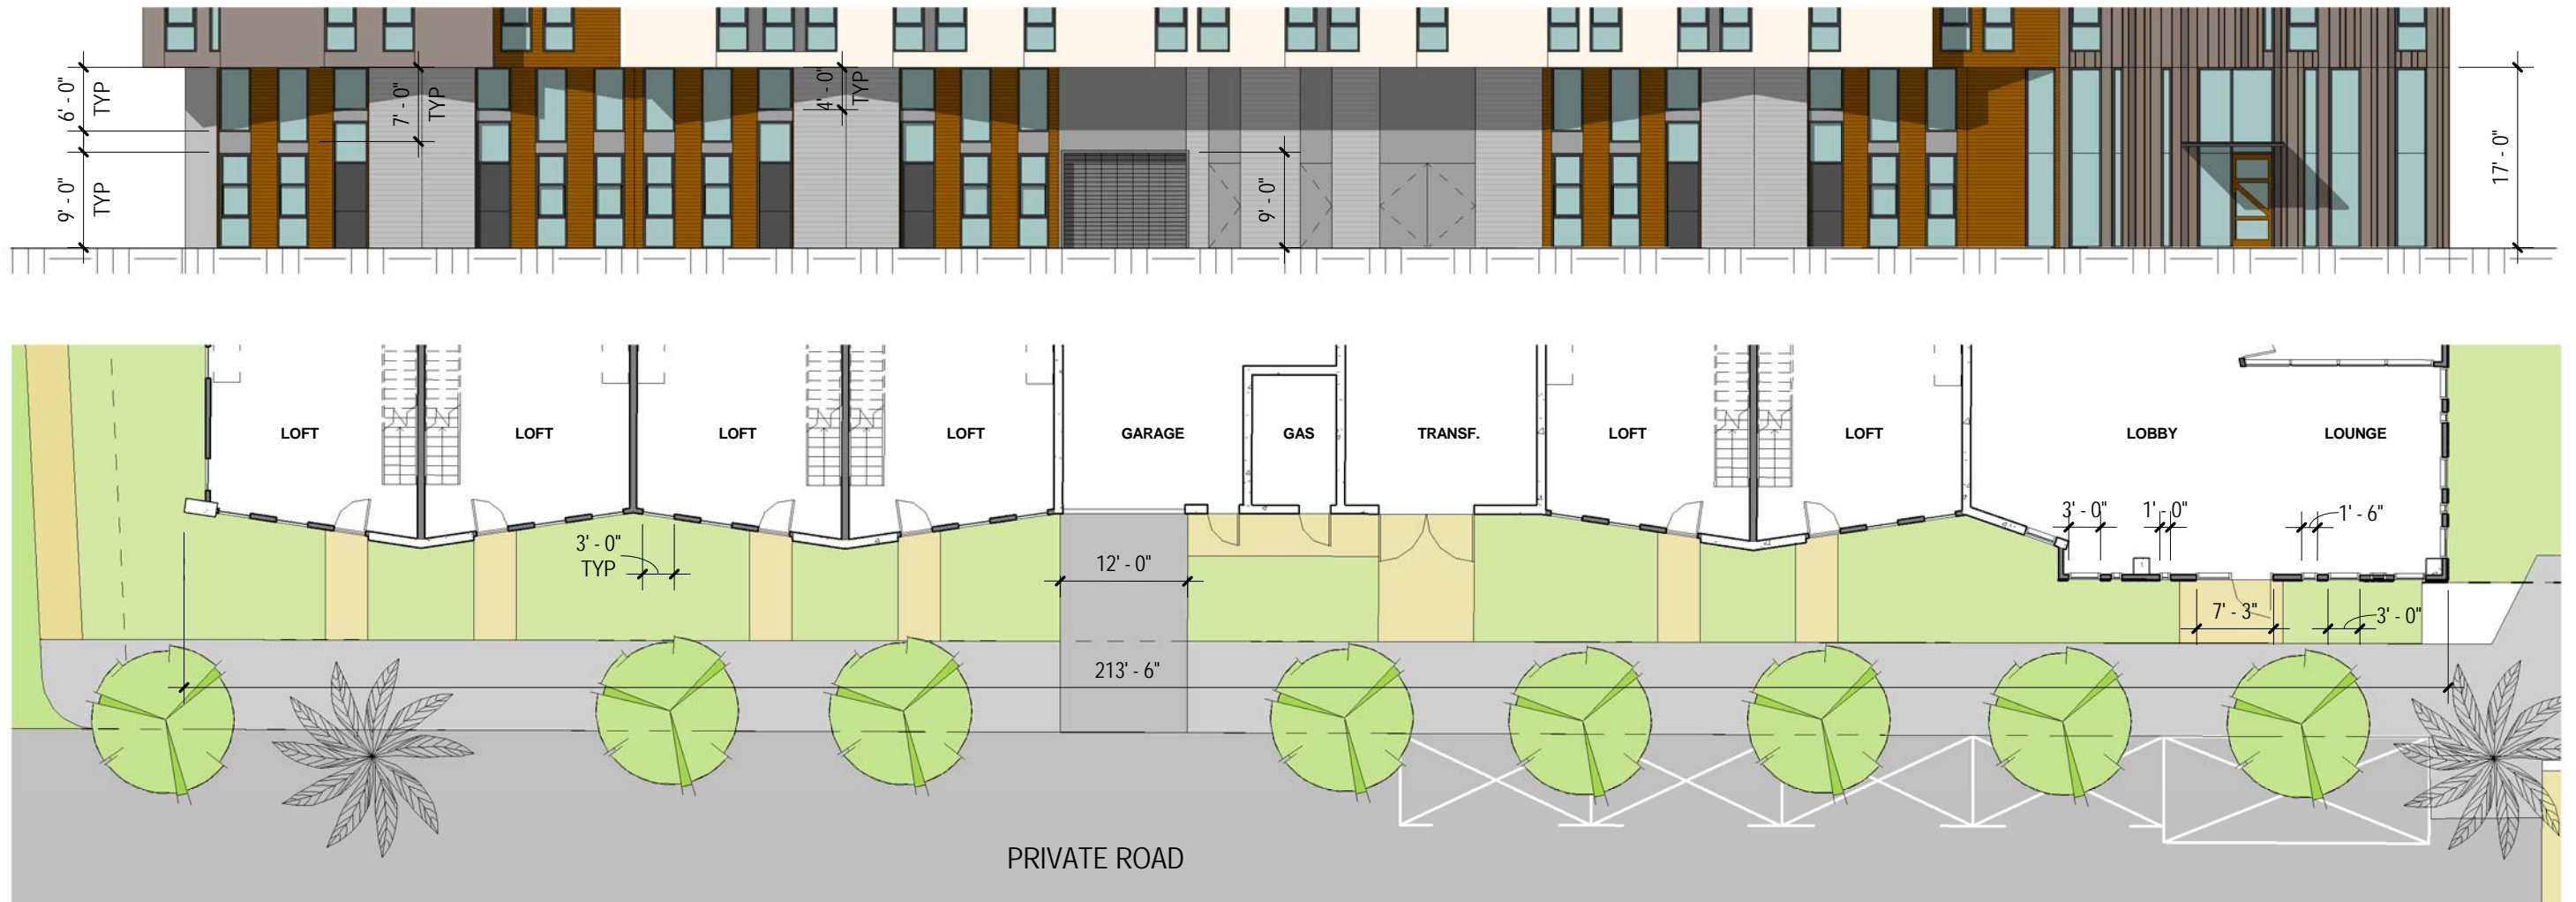 6' - 0"
TYP
7' - 0"
TYP
4' - 0"
TYP
9' - 0"
TYP
9' - 0"
17' - 0"
LOFT
LOFT
LOFT
LOFT
GARAGE
GAS
TRANSF.
LOFT
LOFT
LOBBY
LOUNGE
3' - 0"
1' - 0"
1' - 6"
3' - 0"
TYP
12' - 0"
7' - 3"
3' - 0"
213' - 6"
PRIVATE ROAD